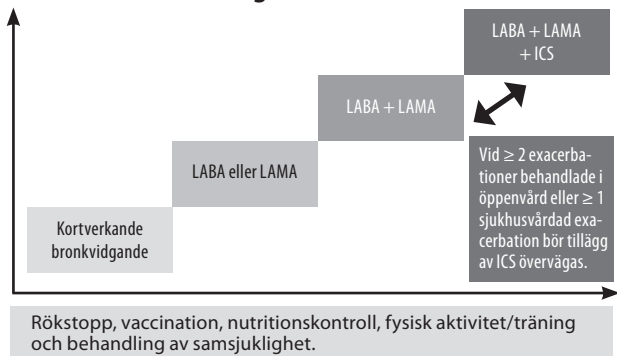 LABA + LAMA
+ ICS
LABA + LAMA
LABA eller LAMA
Kortverkande
bronkvidgande
Vid ≥ 2 exacerba-
tioner behandlade i
öppenvård eller ≥ 1
sjukhusvårdad exa-
cerbation bör tillägg
av ICS övervägas.
Rökstopp, vaccination, nutritionskontroll, fysisk aktivitet/träning
och behandling av samsjuklighet.